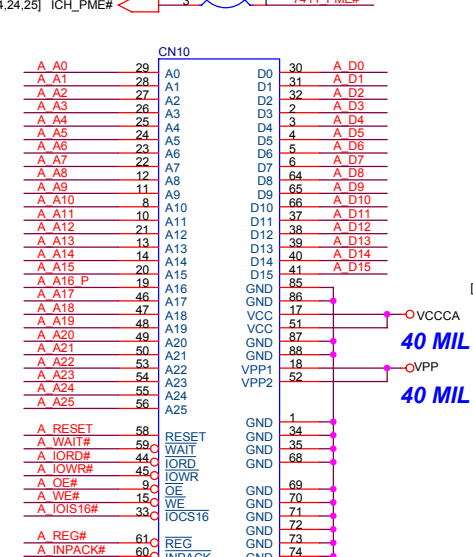 4,24,25] ICH_PME# 3 7411_PME#
CN10
A_A0 29 A0 D0 30 A_D0
A_A1 28 A1 D1 31 A_D1
A_A2 27 A2 D2 32 A_D2
A_A3 26 A3 D3 2 A_D3
A_A4 25 A4 D4 3 A_D4
A_A5 24 A5 D5 4 A_D5
A_A6 23 A6 D6 5 A_D6
A_A7 22 A7 D7 6 A_D7
A_A8 12 A8 D8 64 A_D8
A_A9 11 A9 D9 65 A_D9
A_A10 8 A10 D10 66 A_D10
A_A11 10 A11 D11 37 A_D11
A_A12 21 A12 D12 38 A_D12
A_A13 13 A13 D13 39 A_D13
A_A14 14 A14 D14 40 A_D14
A_A15 20 A15 D15 41 A_D15
A_A16_P 19 A16 GND 85
A_A17 46 A17 GND 86
A_A18 47 A18 VCC 17 VCCCA
A_A19 48 A19 VCC 51
A_A20 49 A20 GND 87 40 MIL
A_A21 50 A21 GND 88
A_A22 53 A22 VPP1 18 VPP
A_A23 54 A23 VPP2 52
A_A24 55 A24 40 MIL
A_A25 56 A25
GND 1
A_RESET 58 RESET GND 34
A_WAIT# 59 WAIT GND 35
A_IORD# 44 IORD GND 68
A_IOWR# 45 IOWR
A_OE# 9 OE GND 69
A_WE# 15 WE GND 70
A_IOIS16# 33 IOCS16 GND 71
GND 72
A_REG# 61 REG GND 73
A_INPACK# 60 INPACK GND 74